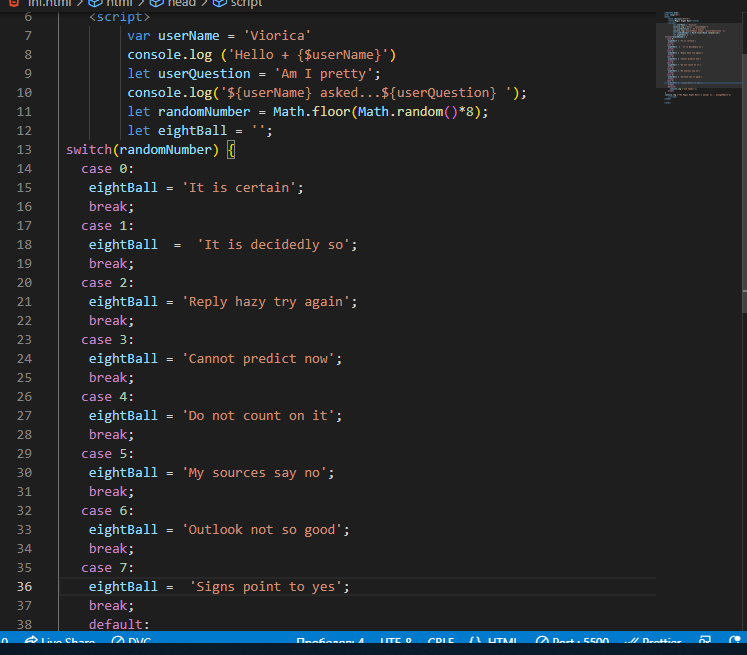 ini.html > html > head > script
6 <script>
7 var userName = 'Viorica'
8 console.log ('Hello + {$userName}')
9 let userQuestion = 'Am I pretty';
10 console.log('${userName} asked...${userQuestion} ');
11 let randomNumber = Math.floor(Math.random()*8);
12 let eightBall = '';
13 switch(randomNumber) {
14 case 0:
15 eightBall = 'It is certain';
16 break;
17 case 1:
18 eightBall  =  'It is decidedly so';
19 break;
20 case 2:
21 eightBall = 'Reply hazy try again';
22 break;
23 case 3:
24 eightBall = 'Cannot predict now';
25 break;
26 case 4:
27 eightBall = 'Do not count on it';
28 break;
29 case 5:
30 eightBall = 'My sources say no';
31 break;
32 case 6:
33 eightBall = 'Outlook not so good';
34 break;
35 case 7:
36 eightBall =  'Signs point to yes';
37 break;
38 default:
0 Live Share DVC Пробелов: 4 UTF-8 CRLF {} HTML Port : 5500 Prettier